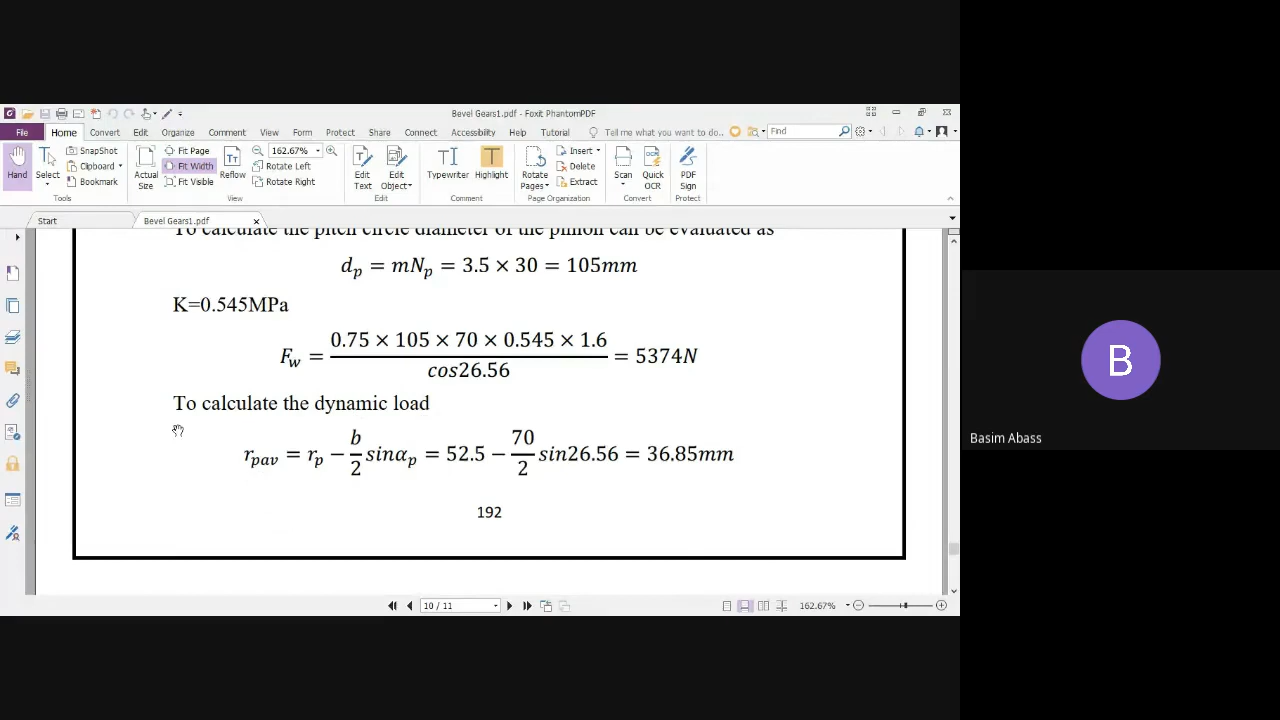 Bevel Gears1.pdf - Foxit PhantomPDF
File Home Convert Edit Organize Comment View Form Protect Share Connect Accessibility Help Tutorial Tell me what you want to do.. Find
Hand
Select
SnapShot
Clipboard
Bookmark
Tools
Actual Size
Fit Page
Fit Width
Fit Visible
Reflow
162.67%
Rotate Left
Rotate Right
View
Edit Text
Edit Object
Edit
Typewriter
Highlight
Comment
Rotate Pages
Insert
Delete
Extract
Page Organization
Scan
Quick OCR
Convert
PDF Sign
Protect
Start Bevel Gears1.pdf
To calculate the pitch circle diameter of the pinion can be evaluated as
d_p = mN_p = 3.5 × 30 = 105mm
K=0.545MPa
F_w = (0.75 × 105 × 70 × 0.545 × 1.6) / cos26.56 = 5374N
To calculate the dynamic load
r_pav = r_p − b/2 sinα_p = 52.5 − 70/2 sin26.56 = 36.85mm
192
10 / 11
162.67%
B
Basim Abass